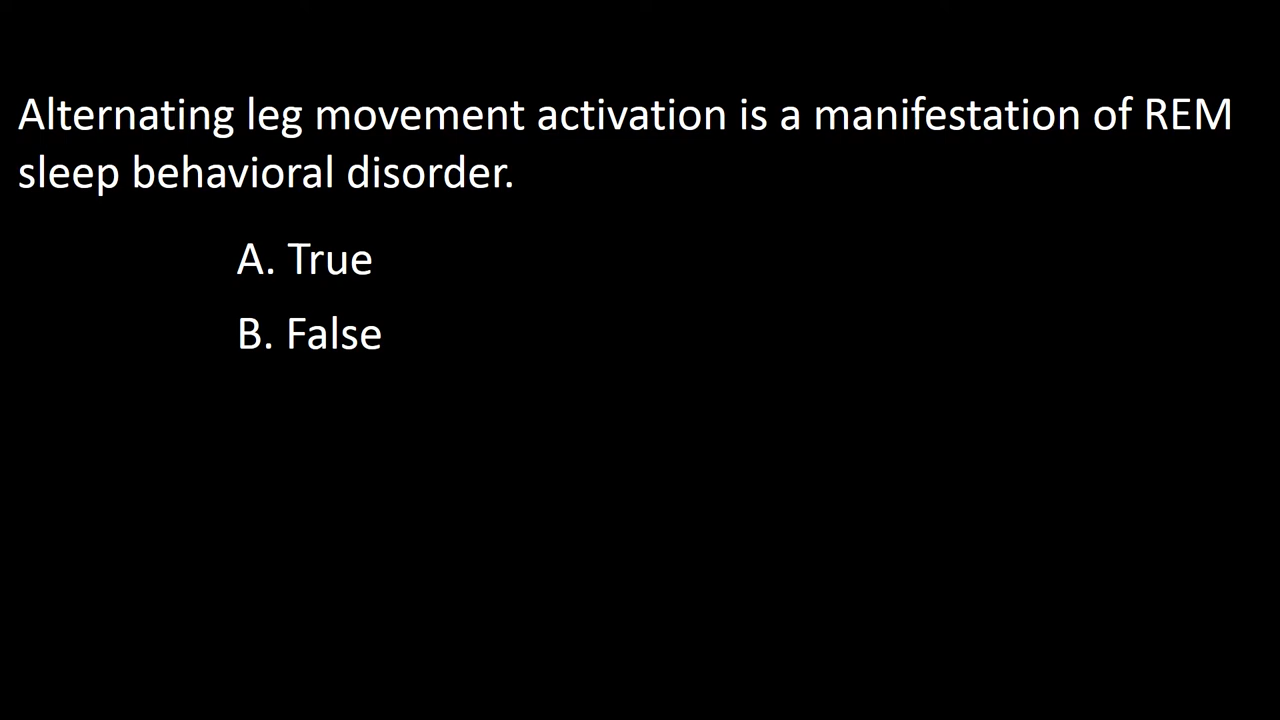 Alternating leg movement activation is a manifestation of REM
sleep behavioral disorder.
A. True
B. False